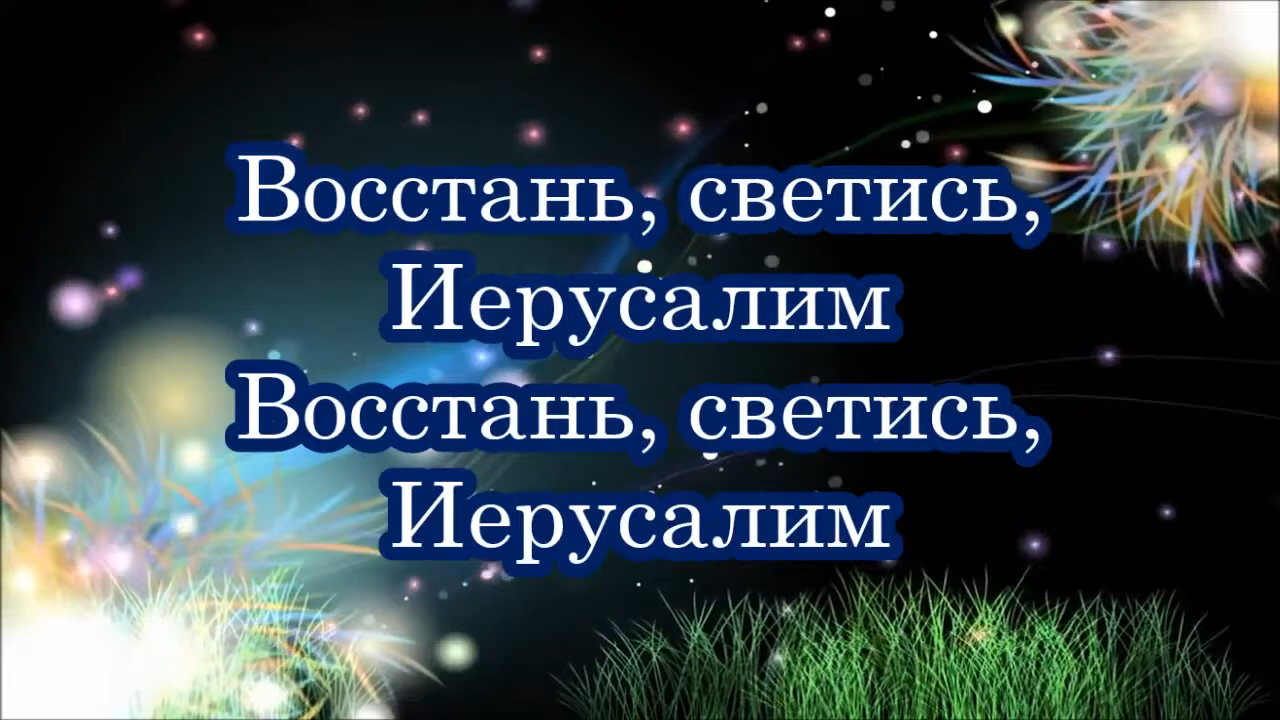 Восстань, светись,
Иерусалим
Восстань, светись,
Иерусалим